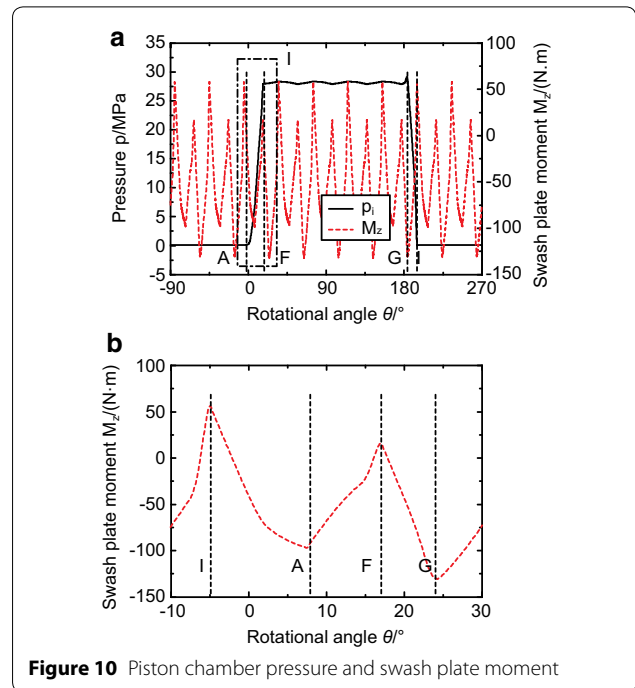 a
35
30
25
20
15
10
5
0
-5
Pressure p/MPa
100
50
0
-50
-100
-150
Swash plate moment Mz/(N.m)
I
pi
Mz
A F G I
-90 0 90 180 270
Rotational angle θ/°
b
100
50
0
-50
-100
-150
Swash plate moment Mz/(N·m)
I A F G
-10 0 10 20 30
Rotational angle θ/°
Figure 10 Piston chamber pressure and swash plate moment